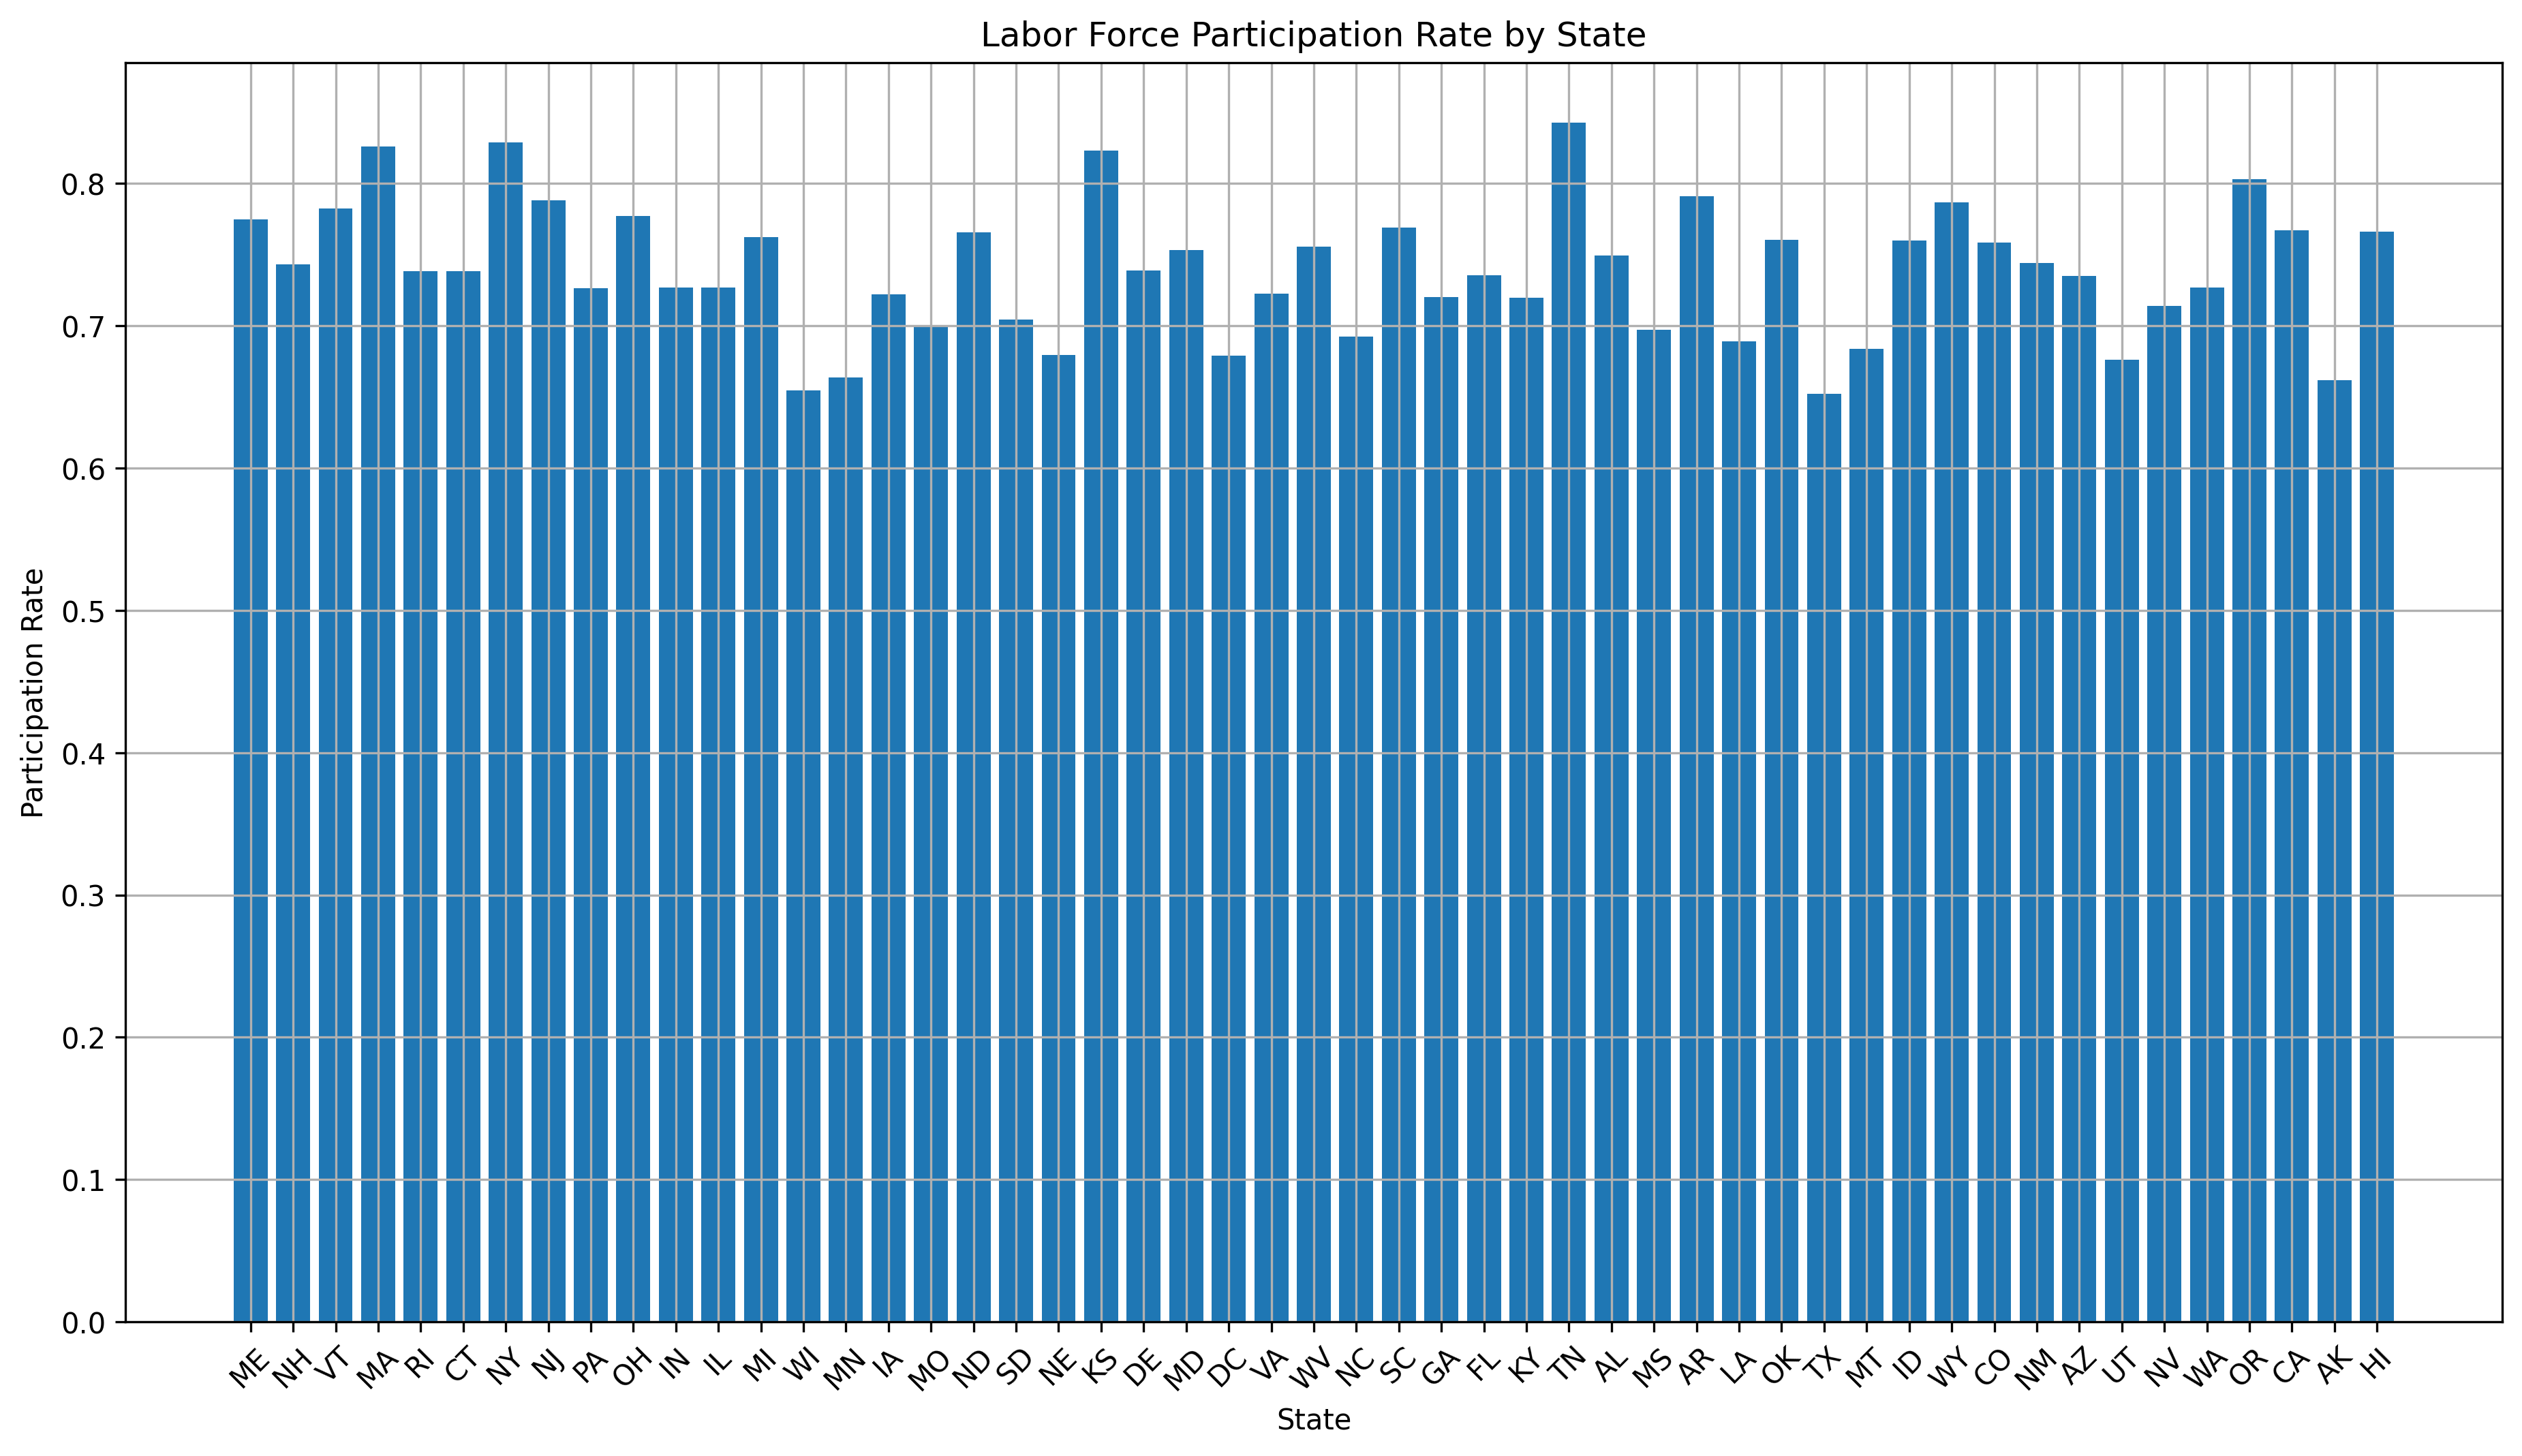 Labor Force Participation Rate by State
Participation Rate
0.8
0.7
0.6
0.5
0.4
0.3
0.2
0.1
0.0
ME NH VT MA RI CT NY NJ PA OH IN IL MI WI MN IA MO ND SD NE KS DE MD DC VA WV NC SC GA FL KY TN AL MS AR LA OK TX MT ID WY CO NM AZ UT NV WA OR CA AK HI
State